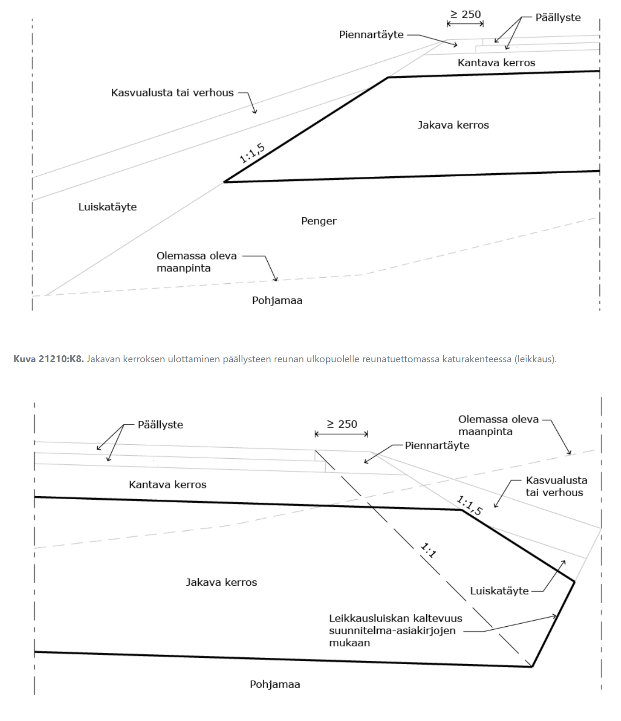 ≥ 250
Päällyste
Piennartäyte
Kantava kerros
Kasvualusta tai verhous
Jakava kerros
1:1,5
Luiskatäyte
Penger
Olemassa oleva
maanpinta
Pohjamaa
Kuva 21210:K8. Jakavan kerroksen ulottaminen päällysteen reunan ulkopuolelle reunatuettomassa katurakenteessa (leikkaus).
Päällyste
≥ 250
Olemassa oleva
maanpinta
Piennartäyte
Kantava kerros
Kasvualusta
tai verhous
1:1,5
1:1
Jakava kerros
Luiskatäyte
Leikkausluiskan kaltevuus
suunnitelma-asiakirjojen
mukaan
Pohjamaa